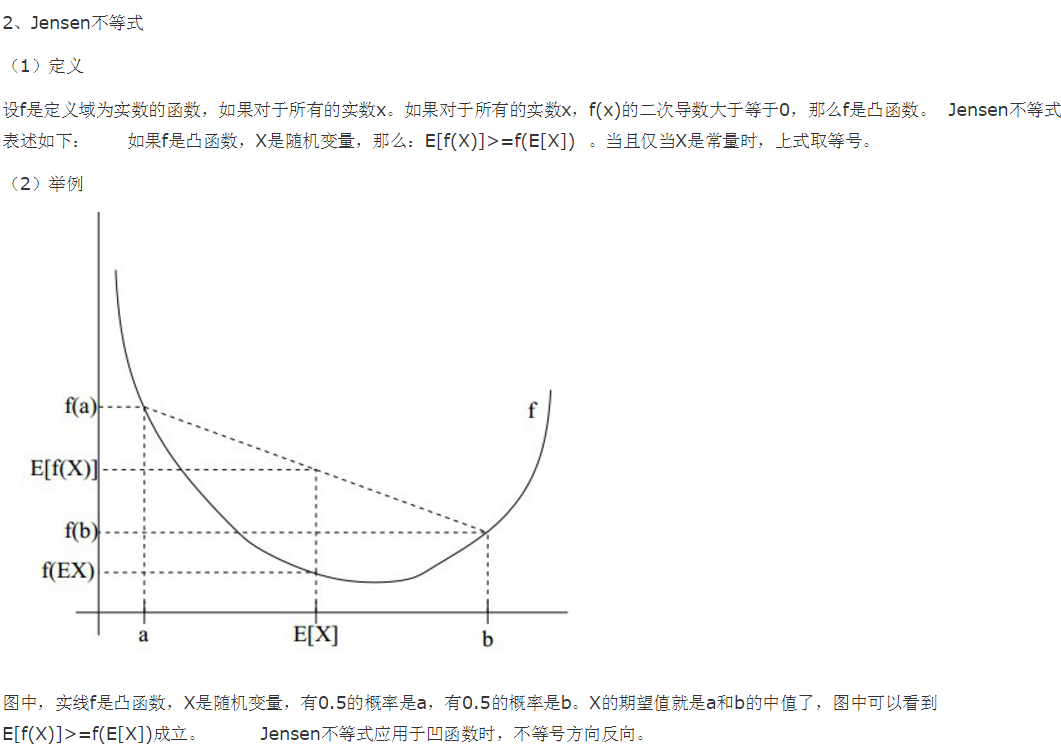 2、Jensen不等式
（1）定义
设f是定义域为实数的函数，如果对于所有的实数x。如果对于所有的实数x，f(x)的二次导数大于等于0，那么f是凸函数。 Jensen不等式
表述如下： 如果f是凸函数，X是随机变量，那么：E[f(X)]>=f(E[X]) 。当且仅当X是常量时，上式取等号。
（2）举例
f(a)
f
E[f(X)]
f(b)
f(EX)
a
E[X]
b
图中，实线f是凸函数，X是随机变量，有0.5的概率是a，有0.5的概率是b。X的期望值就是a和b的中值了，图中可以看到
E[f(X)]>=f(E[X])成立。 Jensen不等式应用于凹函数时，不等号方向反向。